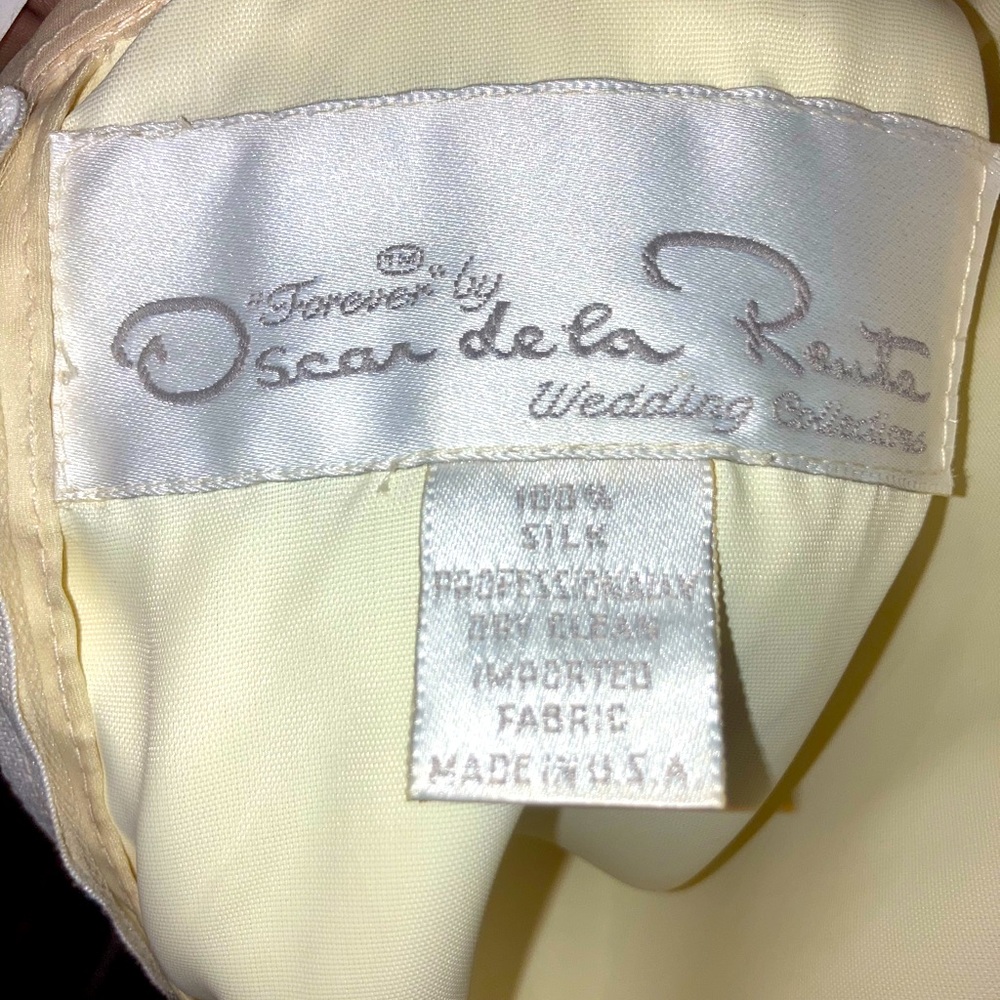 TM
"Forever" by
Oscar de la Renta
Wedding Collections
100%
SILK
PROFESSIONALLY
DRY CLEAN
IMPORTED
FABRIC
MADE IN U.S.A.